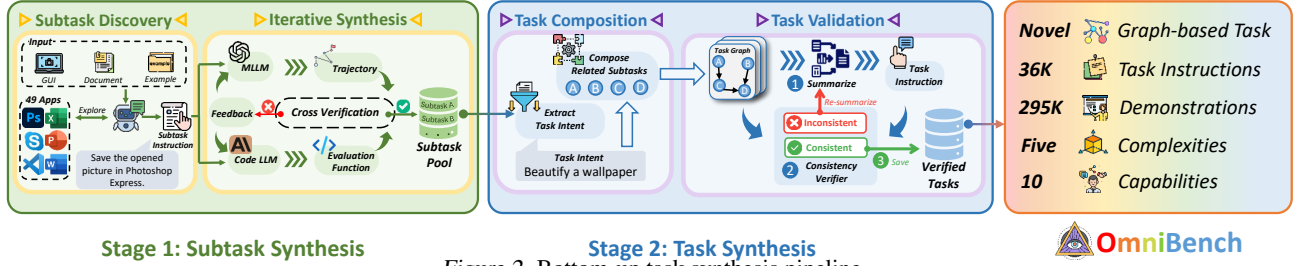 Subtask Discovery
Input
GUI
Document
Example
example
49 Apps
Explore
Subtask
Instruction
Save the opened
picture in Photoshop
Express.
Iterative Synthesis
MLLM
Trajectory
Feedback
Cross Verification
Code LLM
Evaluation
Function
Subtask A
Subtask B
Subtask
Pool
Task Composition
Compose
Related Subtasks
A B C D
Extract
Task Intent
Task Intent
Beautify a wallpaper
Task Validation
Task Graph
A B
C D
1 Summarize
Task
Instruction
Re-summarize
Inconsistent
Consistent
2 Consistency
Verifier
3 Save
Verified
Tasks
Novel Graph-based Task
36K Task Instructions
295K Demonstrations
Five Complexities
10 Capabilities
Stage 1: Subtask Synthesis
Stage 2: Task Synthesis
OmniBench